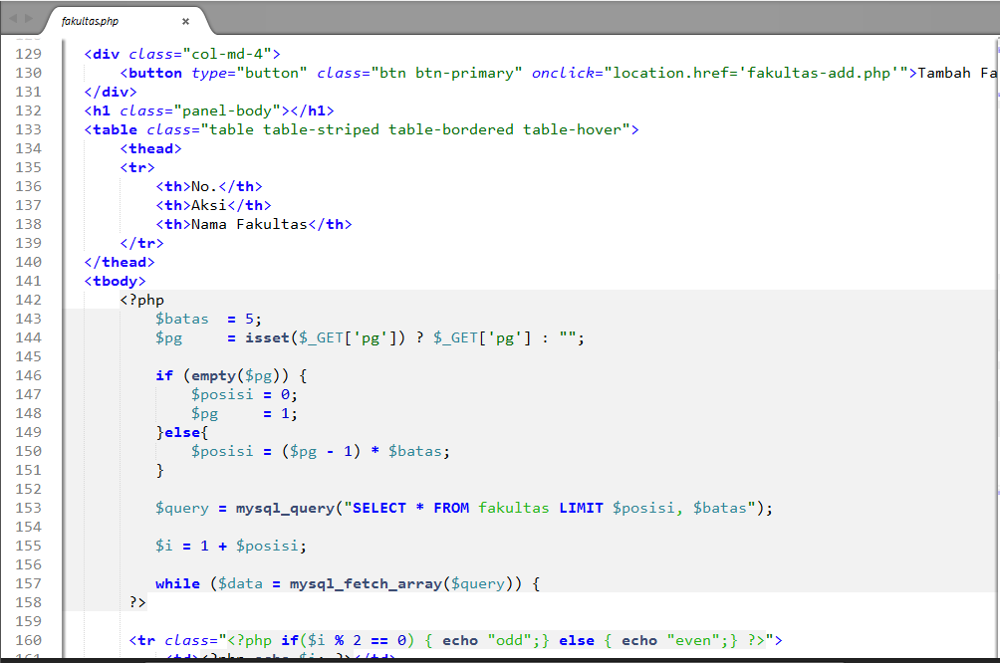 fakultas.php ×
129 <div class="col-md-4">
130 <button type="button" class="btn btn-primary" onclick="location.href='fakultas-add.php'">Tambah Fa
131 </div>
132 <h1 class="panel-body"></h1>
133 <table class="table table-striped table-bordered table-hover">
134 <thead>
135 <tr>
136 <th>No.</th>
137 <th>Aksi</th>
138 <th>Nama Fakultas</th>
139 </tr>
140 </thead>
141 <tbody>
142 <?php
143 $batas = 5;
144 $pg = isset($_GET['pg']) ? $_GET['pg'] : "";
145
146 if (empty($pg)) {
147 $posisi = 0;
148 $pg = 1;
149 }else{
150 $posisi = ($pg - 1) * $batas;
151 }
152
153 $query = mysql_query("SELECT * FROM fakultas LIMIT $posisi, $batas");
154
155 $i = 1 + $posisi;
156
157 while ($data = mysql_fetch_array($query)) {
158 ?>
159
160 <tr class="<?php if($i % 2 == 0) { echo "odd";} else { echo "even";} ?>">
161 <td><?php echo $i; ?></td>